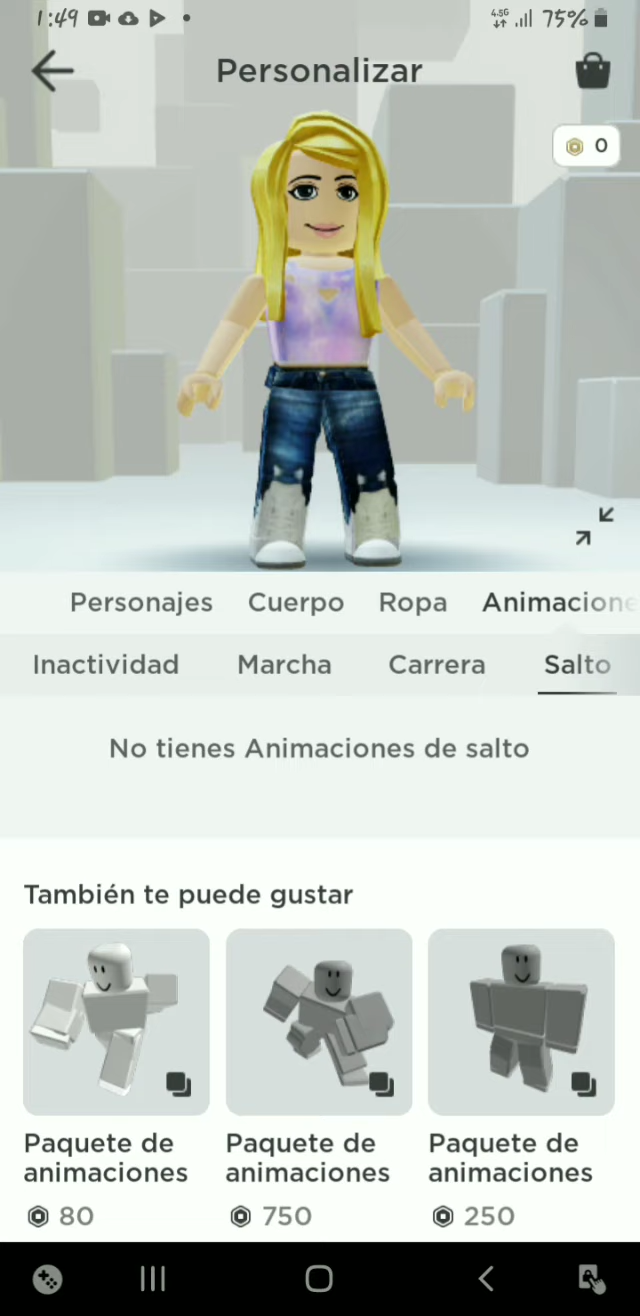 1:49
4.5G
75%
Personalizar
0
Personajes Cuerpo Ropa Animacione
Inactividad Marcha Carrera Salto
No tienes Animaciones de salto
También te puede gustar
Paquete de animaciones
80
Paquete de animaciones
750
Paquete de animaciones
250